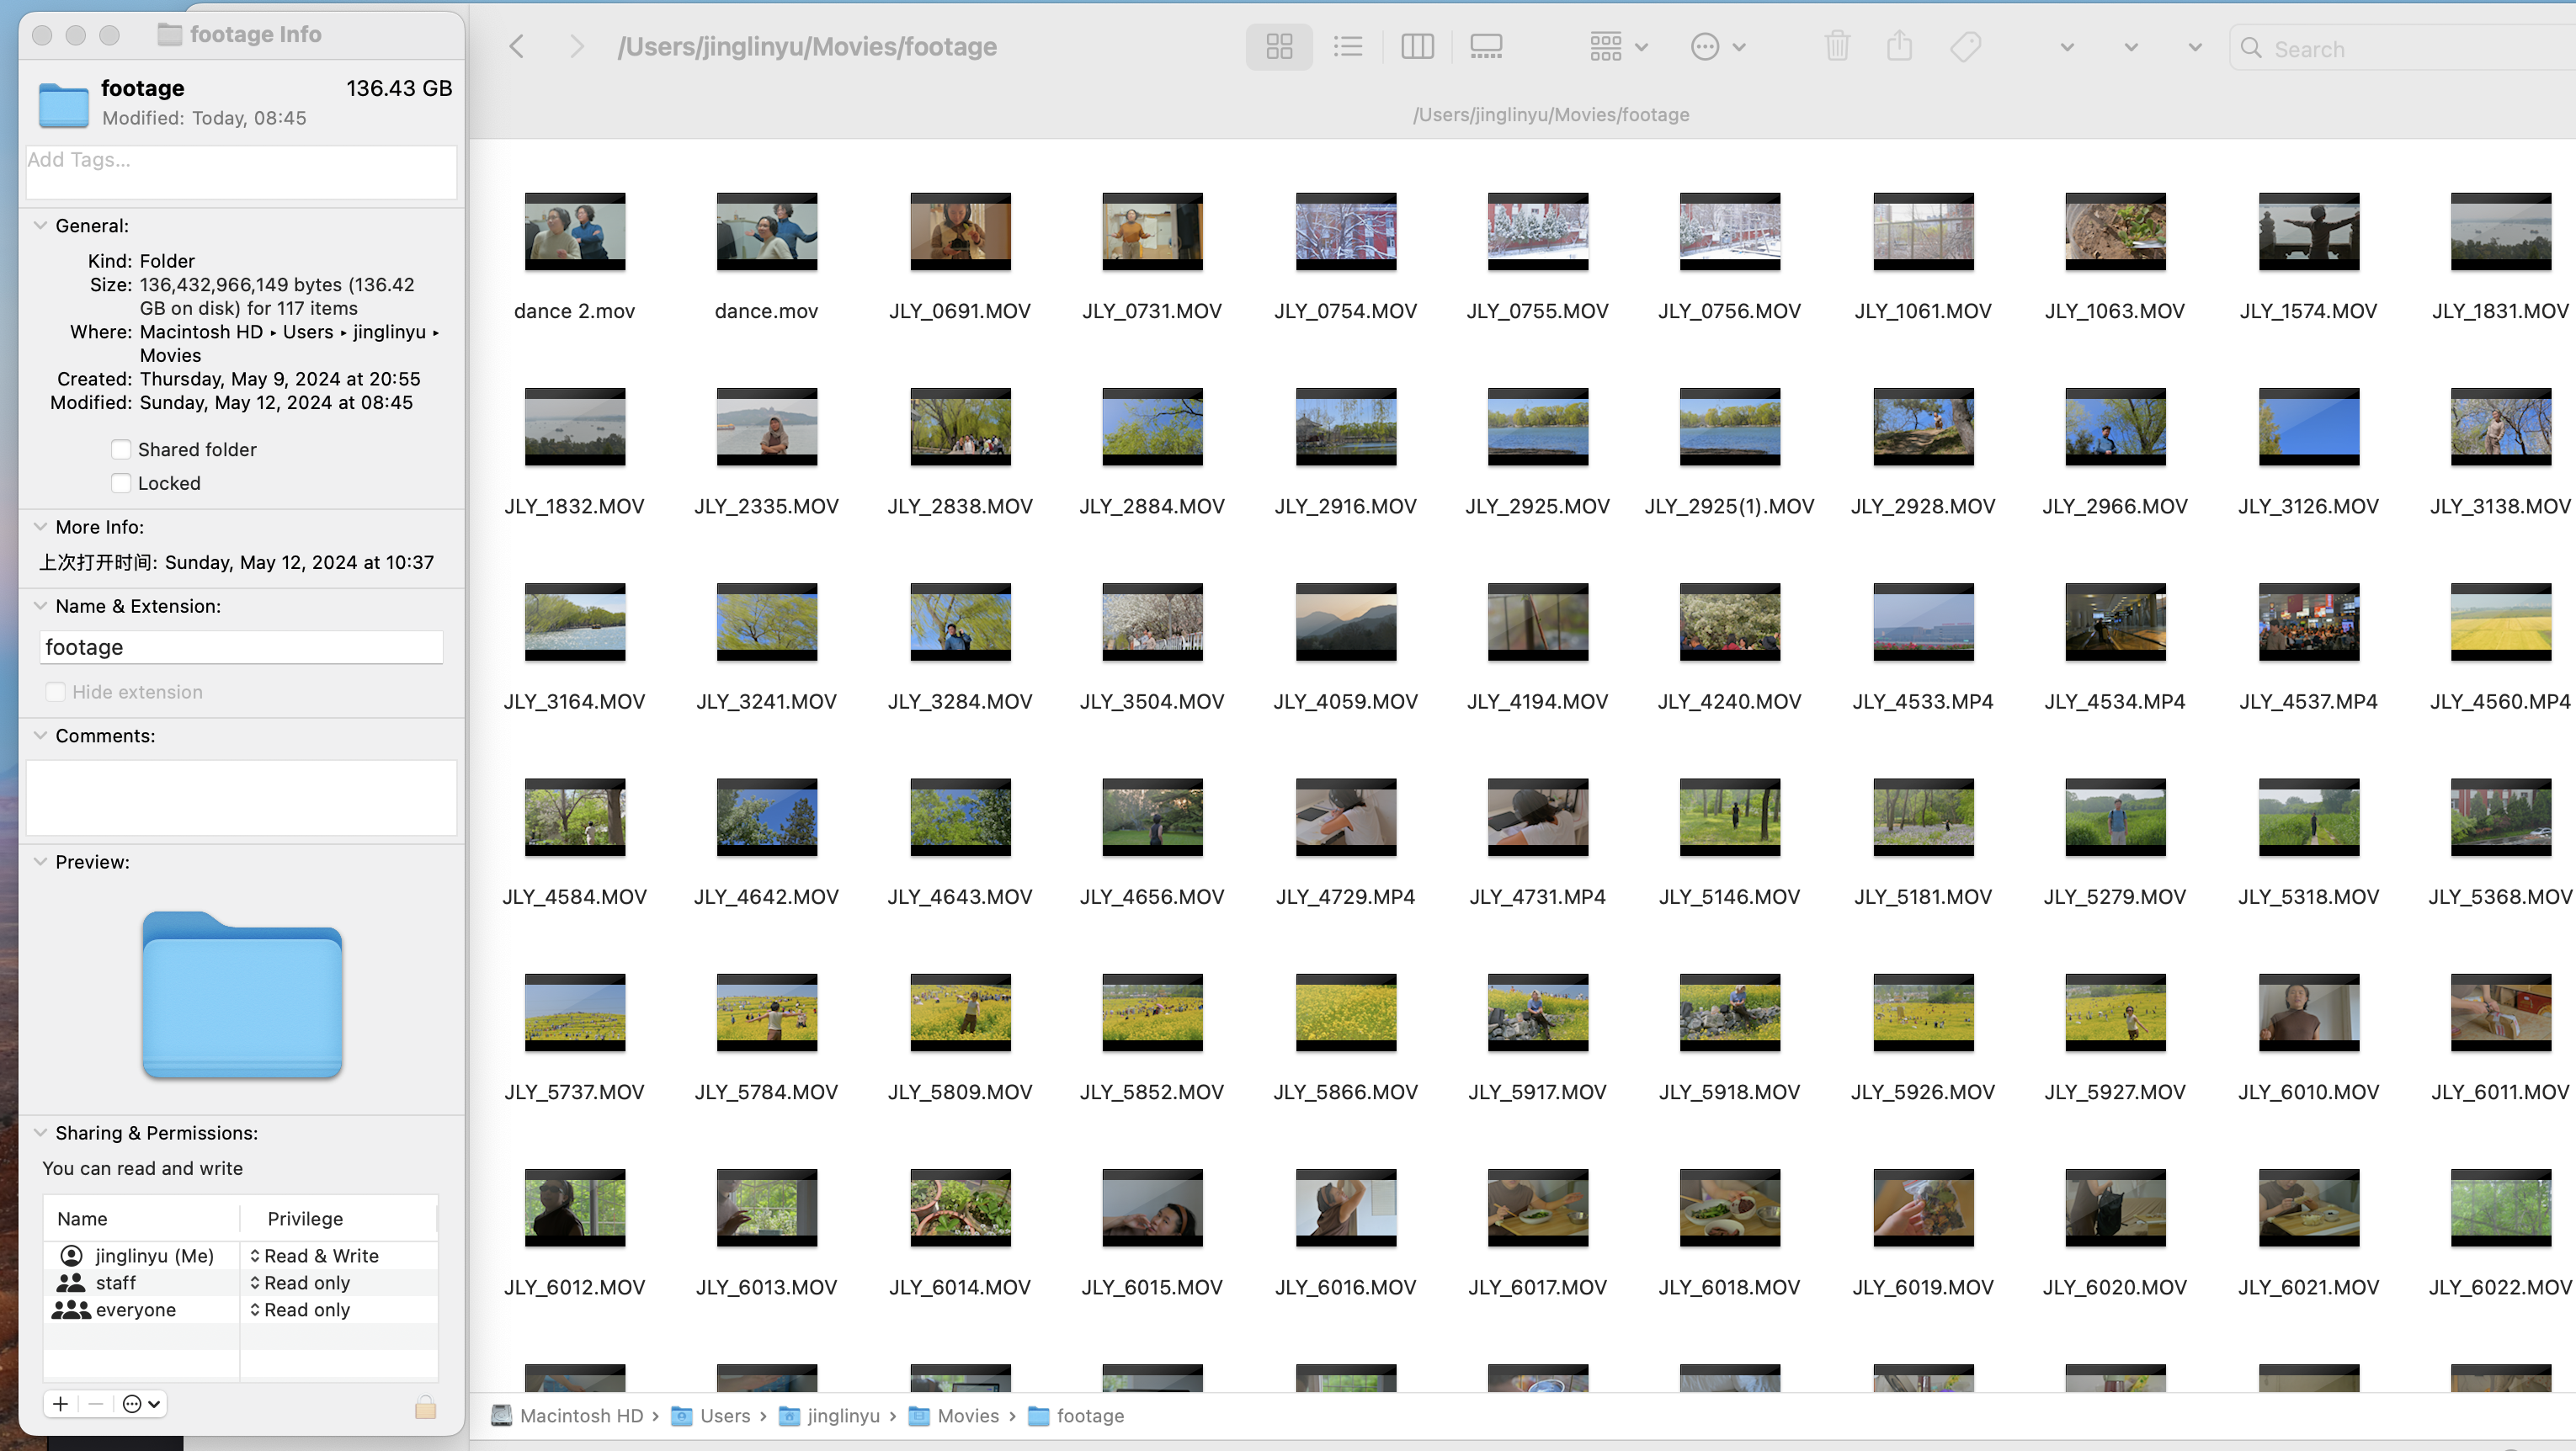 footage Info
footage 136.43 GB
Modified: Today, 08:45
Add Tags...
General:
Kind: Folder
Size: 136,432,966,149 bytes (136.42
GB on disk) for 117 items
Where: Macintosh HD ▸ Users ▸ jinglinyu ▸
Movies
Created: Thursday, May 9, 2024 at 20:55
Modified: Sunday, May 12, 2024 at 08:45
Shared folder
Locked
More Info:
上次打开时间: Sunday, May 12, 2024 at 10:37
Name & Extension:
footage
Hide extension
Comments:
Preview:
Sharing & Permissions:
You can read and write
Name Privilege
jinglinyu (Me) Read & Write
staff Read only
everyone Read only
/Users/jinglinyu/Movies/footage
Search
/Users/jinglinyu/Movies/footage
dance 2.mov dance.mov JLY_0691.MOV JLY_0731.MOV JLY_0754.MOV JLY_0755.MOV JLY_0756.MOV JLY_1061.MOV JLY_1063.MOV JLY_1574.MOV JLY_1831.MOV
JLY_1832.MOV JLY_2335.MOV JLY_2838.MOV JLY_2884.MOV JLY_2916.MOV JLY_2925.MOV JLY_2925(1).MOV JLY_2928.MOV JLY_2966.MOV JLY_3126.MOV JLY_3138.MOV
JLY_3164.MOV JLY_3241.MOV JLY_3284.MOV JLY_3504.MOV JLY_4059.MOV JLY_4194.MOV JLY_4240.MOV JLY_4533.MP4 JLY_4534.MP4 JLY_4537.MP4 JLY_4560.MP4
JLY_4584.MOV JLY_4642.MOV JLY_4643.MOV JLY_4656.MOV JLY_4729.MP4 JLY_4731.MP4 JLY_5146.MOV JLY_5181.MOV JLY_5279.MOV JLY_5318.MOV JLY_5368.MOV
JLY_5737.MOV JLY_5784.MOV JLY_5809.MOV JLY_5852.MOV JLY_5866.MOV JLY_5917.MOV JLY_5918.MOV JLY_5926.MOV JLY_5927.MOV JLY_6010.MOV JLY_6011.MOV
JLY_6012.MOV JLY_6013.MOV JLY_6014.MOV JLY_6015.MOV JLY_6016.MOV JLY_6017.MOV JLY_6018.MOV JLY_6019.MOV JLY_6020.MOV JLY_6021.MOV JLY_6022.MOV
Macintosh HD › Users › jinglinyu › Movies › footage